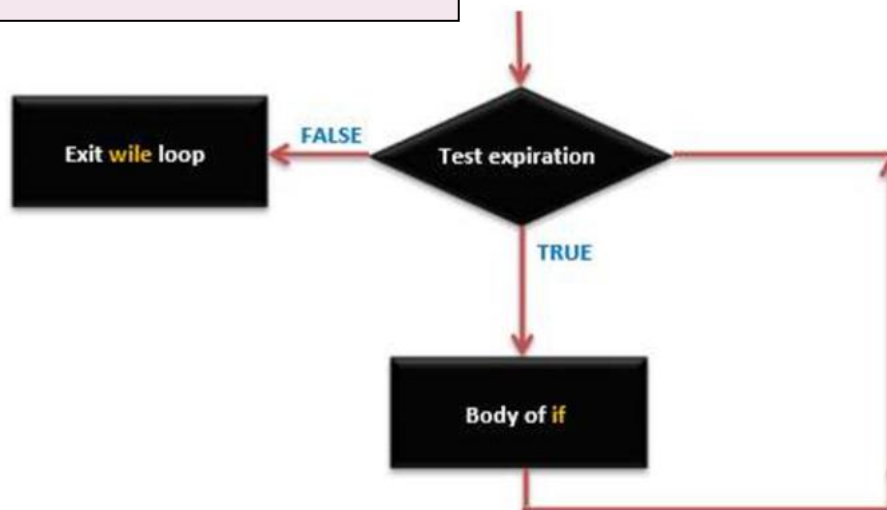 FALSE
Exit wile loop
Test expiration
TRUE
Body of if